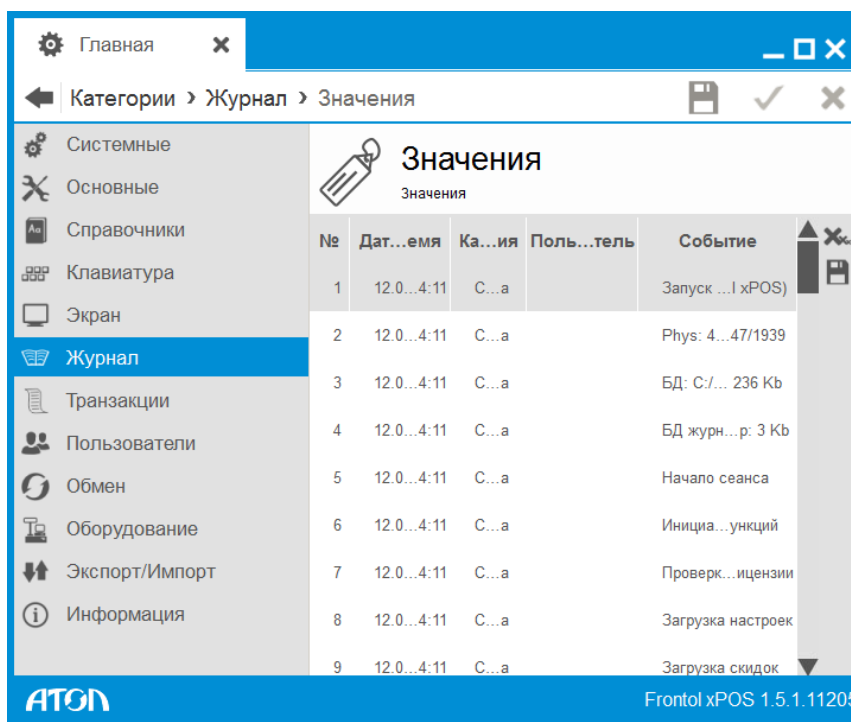 Главная
Категории › Журнал › Значения
Системные
Основные
Справочники
Клавиатура
Экран
Журнал
Транзакции
Пользователи
Обмен
Оборудование
Экспорт/Импорт
Информация
Значения
Значения
№ Дат...емя Ка...ия Поль...тель Событие
1 12.0...4:11 С...а Запуск ...l xPOS)
2 12.0...4:11 С...а Phys: 4...47/1939
3 12.0...4:11 С...а БД: C:/... 236 Kb
4 12.0...4:11 С...а БД журн...р: 3 Kb
5 12.0...4:11 С...а Начало сеанса
6 12.0...4:11 С...а Инициа...ункций
7 12.0...4:11 С...а Проверк...ицензии
8 12.0...4:11 С...а Загрузка настроек
9 12.0...4:11 С...а Загрузка скидок
АТОЛ
Frontol xPOS 1.5.1.11205